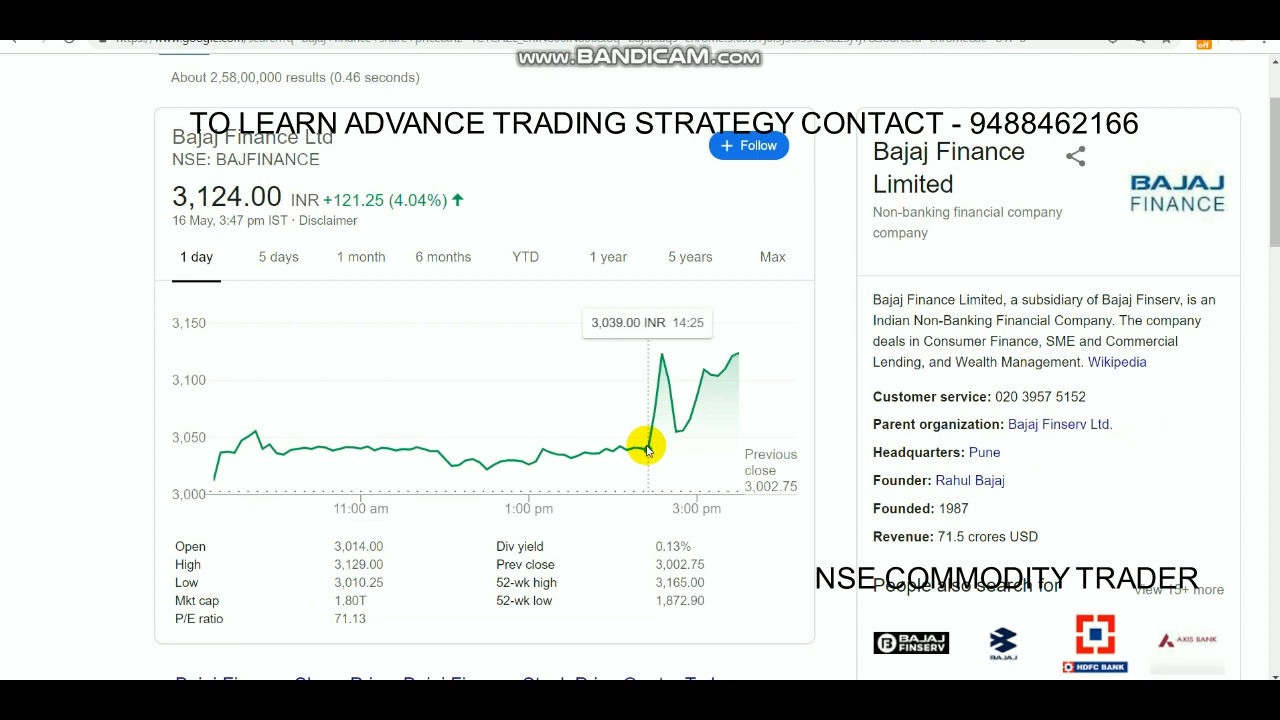 www.BANDICAM.com
off
About 2,58,00,000 results (0.46 seconds)
TO LEARN ADVANCE TRADING STRATEGY CONTACT - 9488462166
Bajaj Finance Ltd
NSE: BAJFINANCE
+ Follow
3,124.00 INR +121.25 (4.04%)
16 May, 3:47 pm IST · Disclaimer
1 day 5 days 1 month 6 months YTD 1 year 5 years Max
3,039.00 INR 14:25
3,150
3,100
3,050
3,000
Previous
close
3,002.75
11:00 am 1:00 pm 3:00 pm
Open 3,014.00 Div yield 0.13%
High 3,129.00 Prev close 3,002.75
Low 3,010.25 52-wk high 3,165.00
Mkt cap 1.80T 52-wk low 1,872.90
P/E ratio 71.13
Bajaj Finance
Limited
BAJAJ
FINANCE
Non-banking financial company
company
Bajaj Finance Limited, a subsidiary of Bajaj Finserv, is an
Indian Non-Banking Financial Company. The company
deals in Consumer Finance, SME and Commercial
Lending, and Wealth Management. Wikipedia
Customer service: 020 3957 5152
Parent organization: Bajaj Finserv Ltd.
Headquarters: Pune
Founder: Rahul Bajaj
Founded: 1987
Revenue: 71.5 crores USD
NSE COMMODITY TRADER
People also search for
View 15+ more
BAJAJ
FINSERV
BAJAJ
HDFC BANK
AXIS BANK